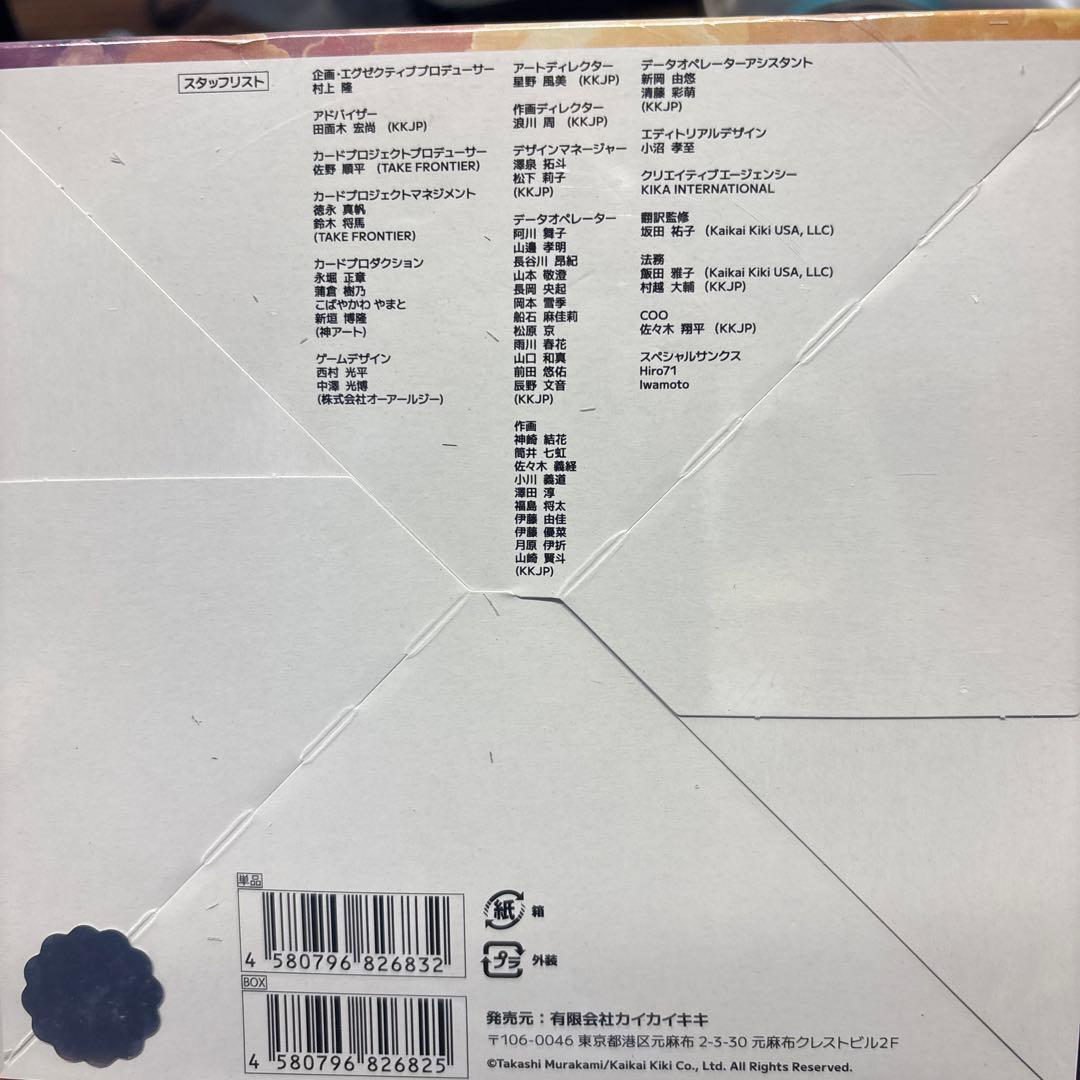 スタッフリスト
企画・エグゼクティブプロデューサー
村上 隆
アドバイザー
田面木 宏尚 (KKJP)
カードプロジェクトプロデューサー
佐野 順平 (TAKE FRONTIER)
カードプロジェクトマネジメント
徳永 真帆
鈴木 将馬
(TAKE FRONTIER)
カードプロダクション
永堀 正章
蒲倉 樹乃
こばやかわ やまと
新垣 博隆
(神アート)
ゲームデザイン
西村 光平
中澤 光博
(株式会社オーアールジー)
アートディレクター
星野 風美 (KKJP)
作画ディレクター
浪川 周 (KKJP)
デザインマネージャー
澤泉 拓斗
松下 莉子
(KKJP)
データオペレーター
阿川 舞子
山邉 孝明
長谷川 昂紀
山本 敬澄
長岡 央起
岡本 雪季
船石 麻佳莉
松原 京
雨川 春花
山口 和真
前田 悠佑
辰野 文音
(KKJP)
作画
神崎 結花
筒井 七虹
佐々木 義経
小川 義道
澤田 淳
福島 将太
伊藤 由佳
伊藤 優菜
月原 伊折
山崎 賢斗
(KKJP)
データオペレーターアシスタント
新岡 由悠
清藤 彩萌
(KKJP)
エディトリアルデザイン
小沼 孝至
クリエイティブエージェンシー
KIKA INTERNATIONAL
翻訳監修
坂田 祐子 (Kaikai Kiki USA, LLC)
法務
飯田 雅子 (Kaikai Kiki USA, LLC)
村越 大輔 (KKJP)
COO
佐々木 翔平 (KKJP)
スペシャルサンクス
Hiro71
Iwamoto
単品
4 580796 826832
BOX
4 580796 826825
紙 箱
プラ 外装
発売元：有限会社カイカイキキ
〒106-0046 東京都港区元麻布 2-3-30 元麻布クレストビル2F
©Takashi Murakami/Kaikai Kiki Co., Ltd. All Rights Reserved.